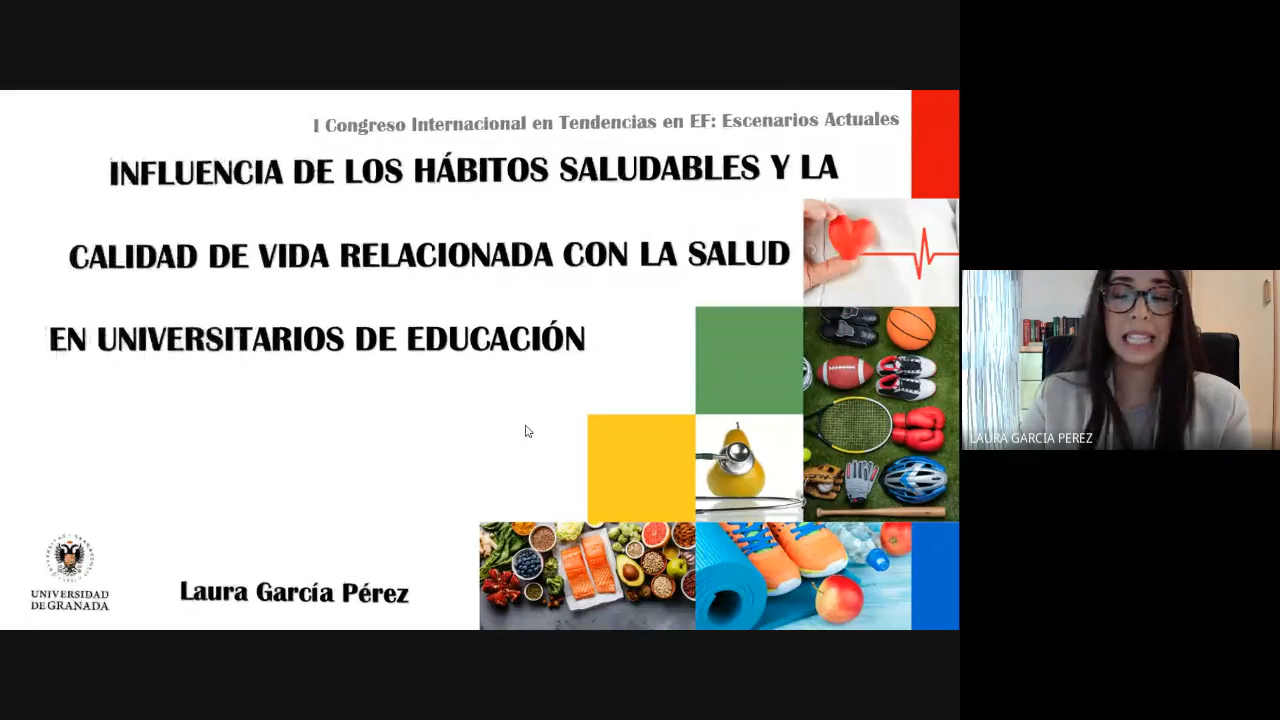 I Congreso Internacional en Tendencias en EF: Escenarios Actuales
INFLUENCIA DE LOS HÁBITOS SALUDABLES Y LA
CALIDAD DE VIDA RELACIONADA CON LA SALUD
EN UNIVERSITARIOS DE EDUCACIÓN
LAURA GARCIA PEREZ
UNIVERSIDAD
DE GRANADA
Laura García Pérez